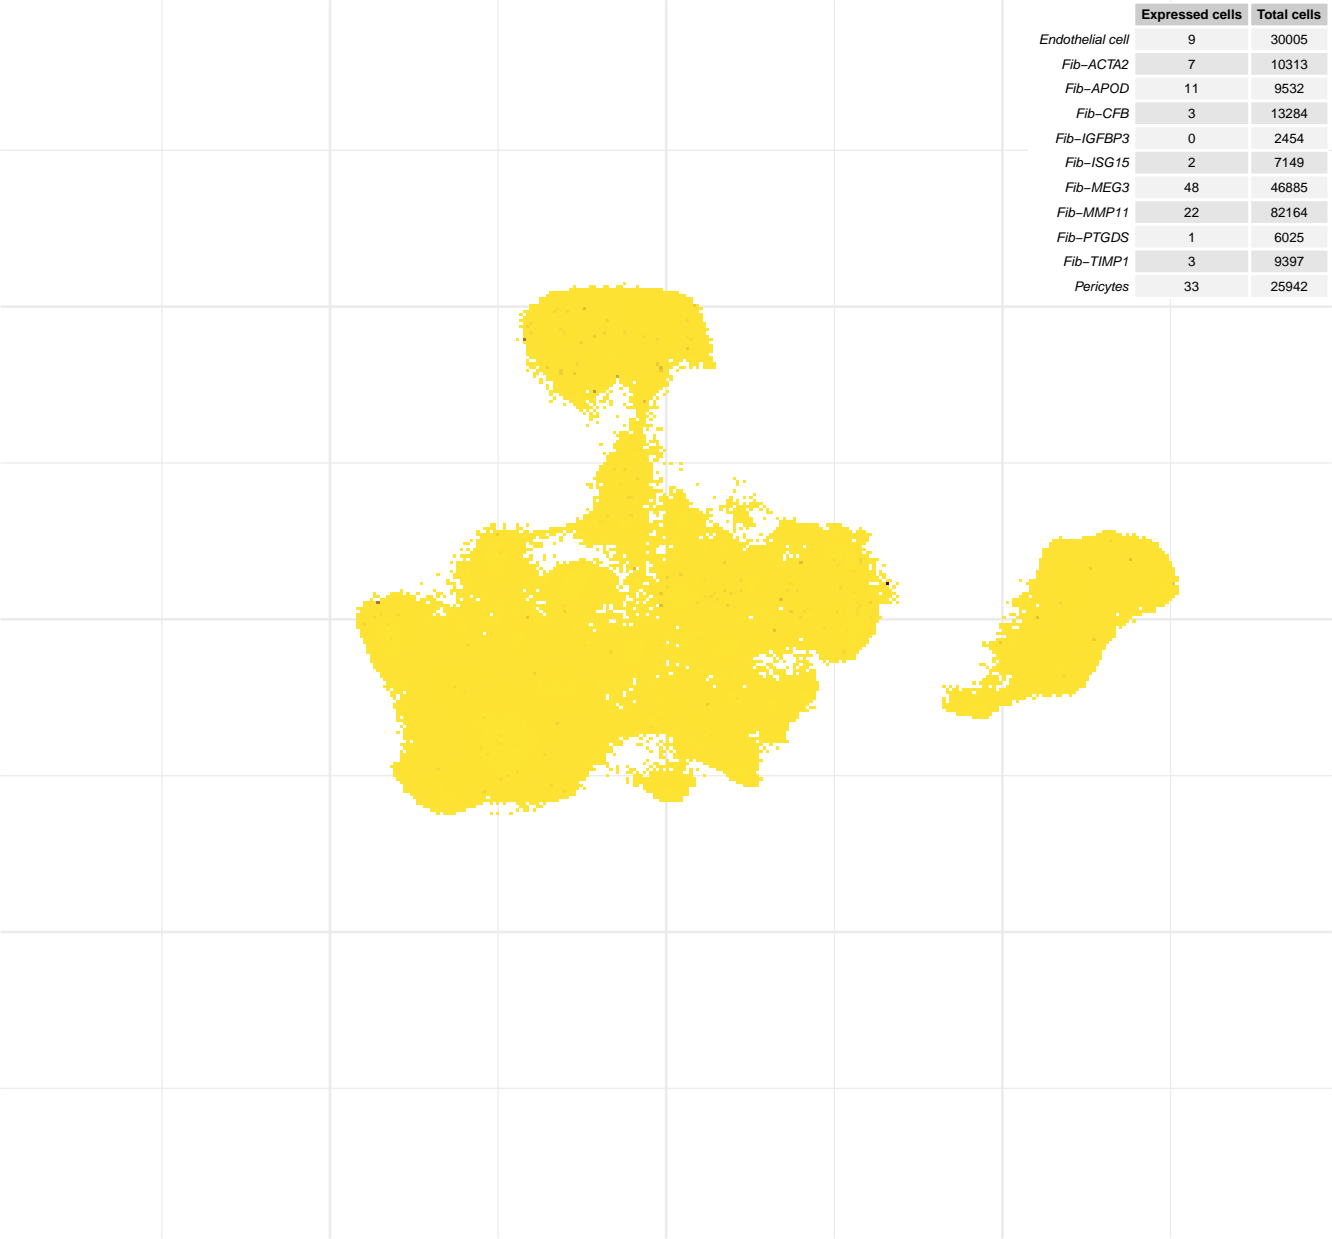 Expressed cells Total cells
Endothelial cell 9 30005
Fib−ACTA2 7 10313
Fib−APOD 11 9532
Fib−CFB 3 13284
Fib−IGFBP3 0 2454
Fib−ISG15 2 7149
Fib−MEG3 48 46885
Fib−MMP11 22 82164
Fib−PTGDS 1 6025
Fib−TIMP1 3 9397
Pericytes 33 25942